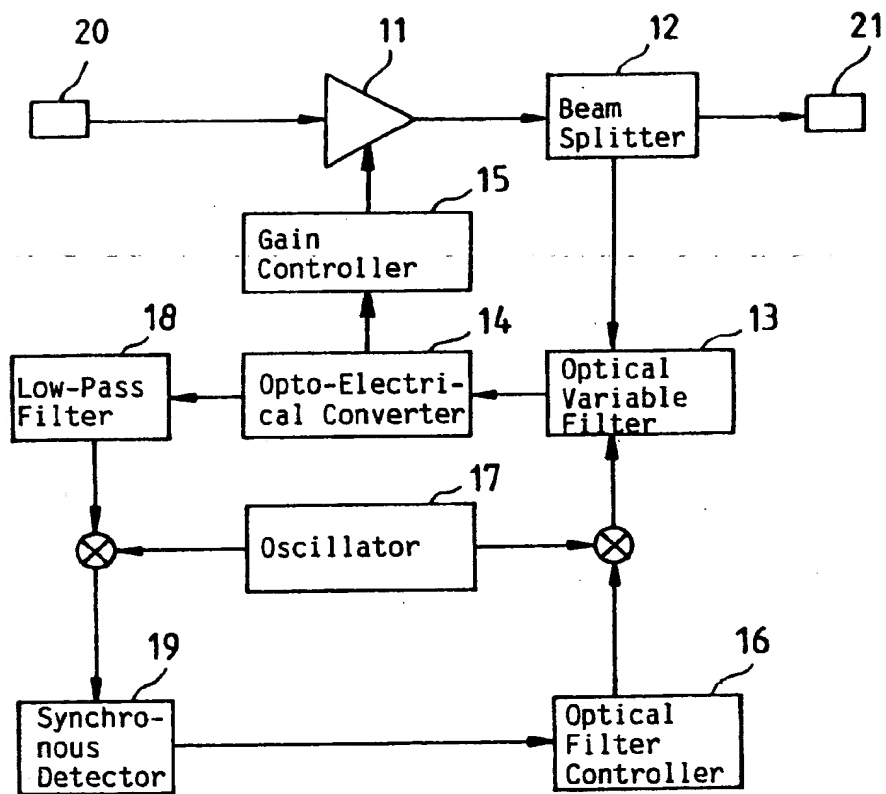 20
11
12
21
Beam
Splitter
15
Gain
Controller
18
14
13
Low-Pass
Filter
Opto-Electri-
cal Converter
Optical
Variable
Filter
17
Oscillator
19
16
Synchro-
nous
Detector
Optical
Filter
Controller